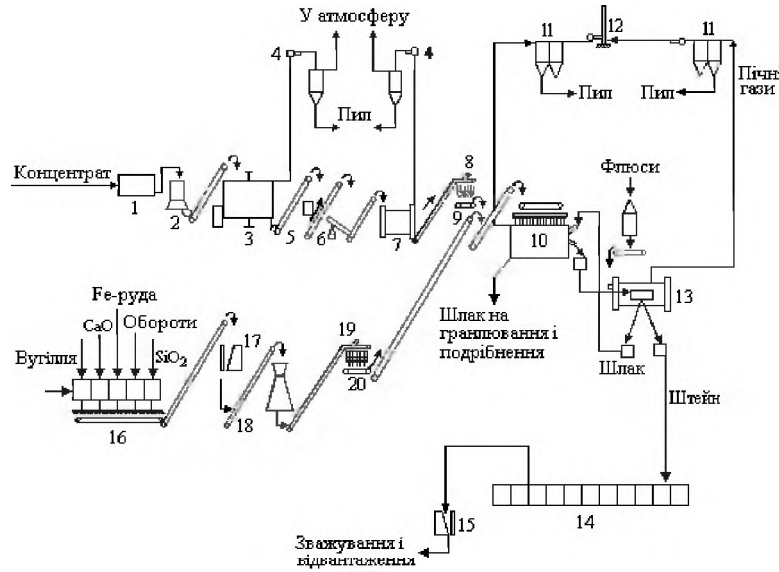 У атмосферу
4
4
11
12
11
Пил
Пил
Пил
Пічні
гази
Концентрат
1
2
3
5
6
7
8
9
10
Флюси
13
Fe-руда
CaO
Обороти
Вугілля
SiO2
16
17
18
19
20
Шлак на
гранлювання і
подрібнення
Шлак
Штейн
14
15
Зважування і
відвантаження